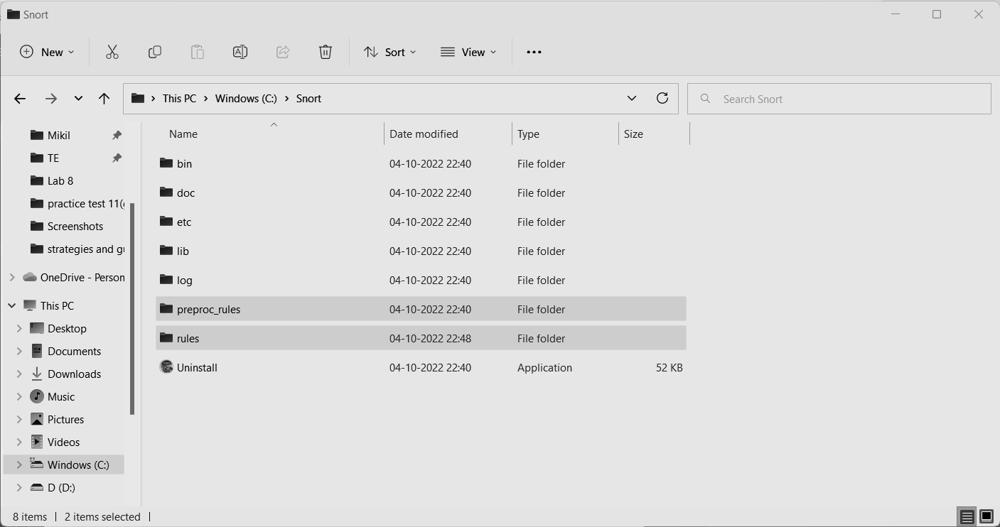 Snort
New Sort View
This PC Windows (C:) Snort Search Snort
Name Date modified Type Size
Mikil
TE
Lab 8
practice test 11(
Screenshots
strategies and g
OneDrive - Person
This PC
Desktop
Documents
Downloads
Music
Pictures
Videos
Windows (C:)
D (D:)
bin 04-10-2022 22:40 File folder
doc 04-10-2022 22:40 File folder
etc 04-10-2022 22:40 File folder
lib 04-10-2022 22:40 File folder
log 04-10-2022 22:40 File folder
preproc_rules 04-10-2022 22:40 File folder
rules 04-10-2022 22:48 File folder
Uninstall 04-10-2022 22:40 Application 52 KB
8 items | 2 items selected |